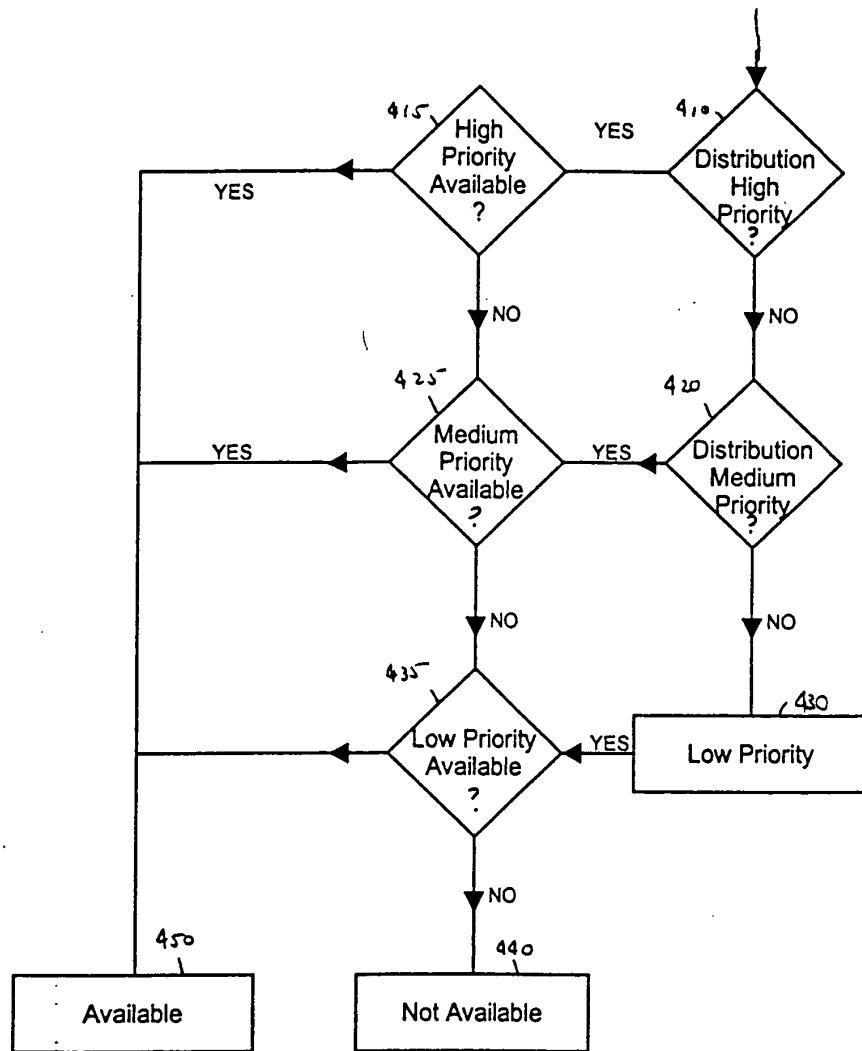 415
High
Priority
Available
?
YES
410
Distribution
High
Priority
?
YES
NO
NO
425
Medium
Priority
Available
?
YES
420
Distribution
Medium
Priority
?
YES
NO
NO
435
Low Priority
Available
?
YES
430
Low Priority
NO
450
Available
440
Not Available